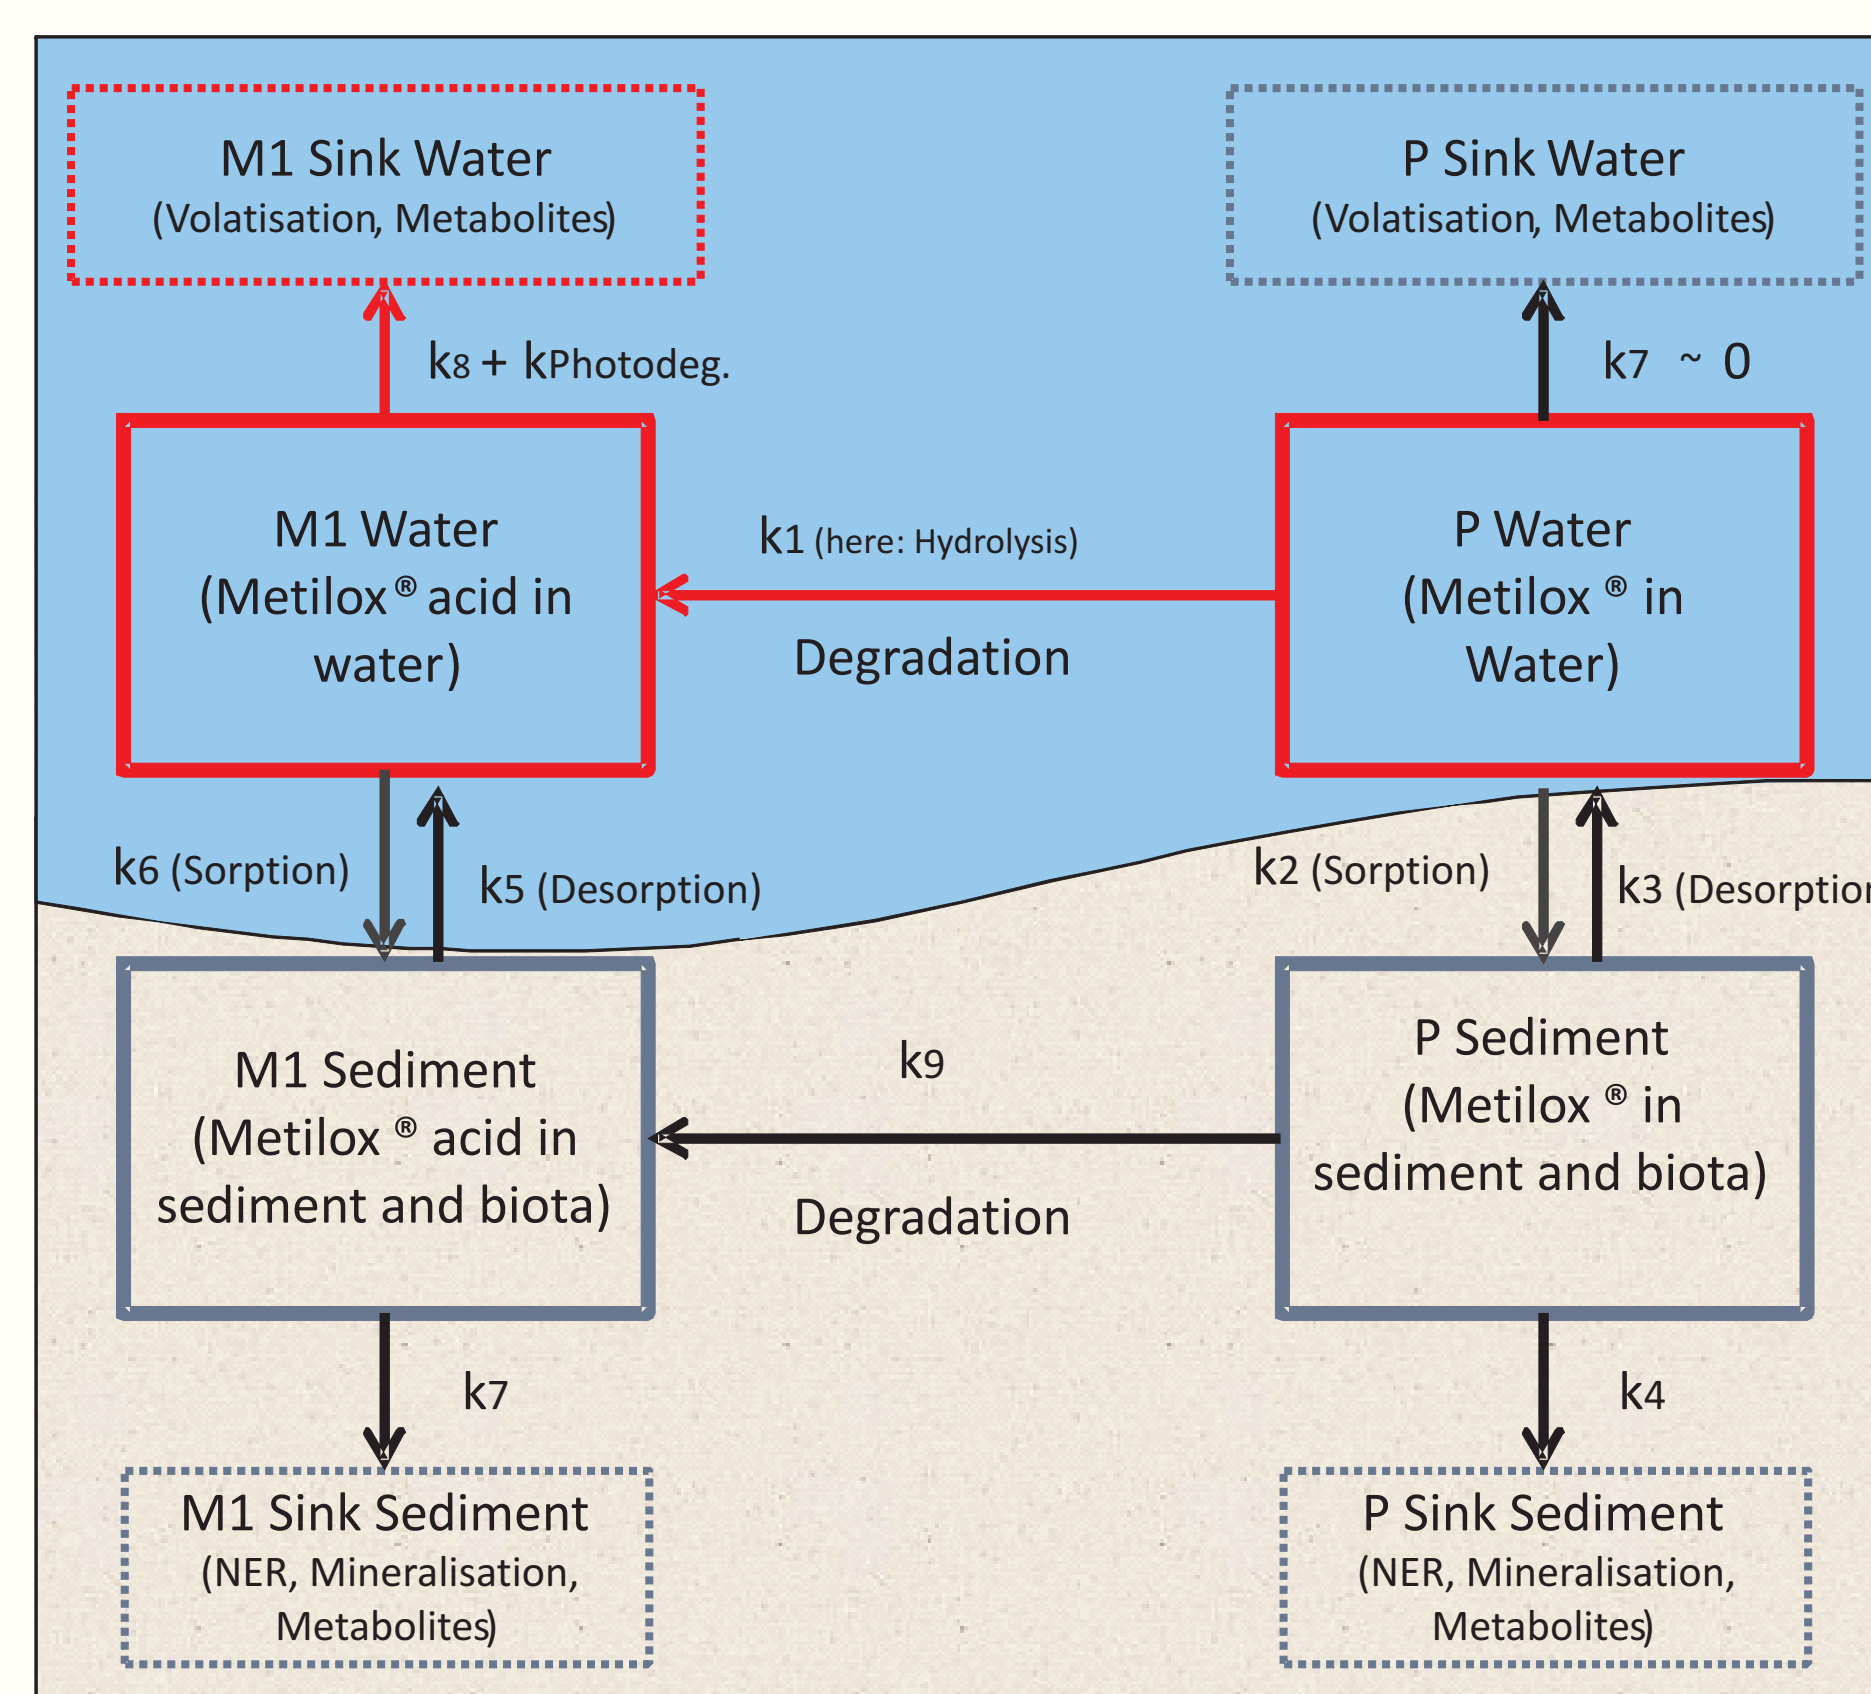 M1 Sink Water
(Volatisation, Metabolites)
P Sink Water
(Volatisation, Metabolites)
k8 + kPhotodeg.
k7 ~ 0
M1 Water
(Metilox ® acid in
water)
k1 (here: Hydrolysis)
Degradation
P Water
(Metilox ® in
Water)
k6 (Sorption)
k5 (Desorption)
k2 (Sorption)
k3 (Desorption
M1 Sediment
(Metilox ® acid in
sediment and biota)
k9
Degradation
P Sediment
(Metilox ® in
sediment and biota)
k7
k4
M1 Sink Sediment
(NER, Mineralisation,
Metabolites)
P Sink Sediment
(NER, Mineralisation,
Metabolites)